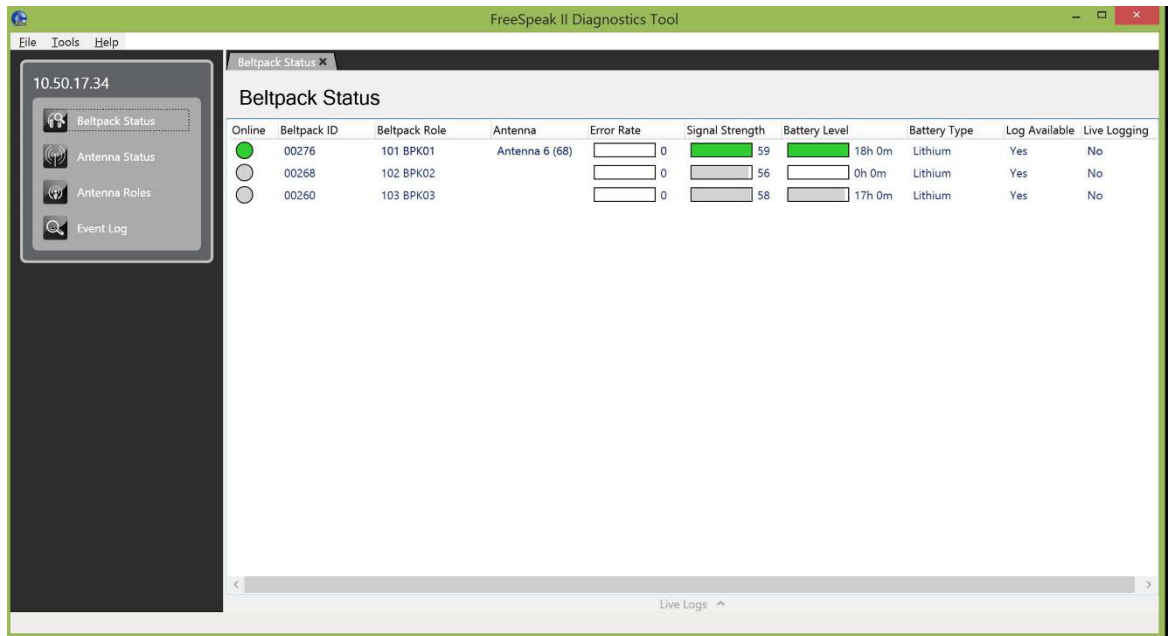 FreeSpeak II Diagnostics Tool
File Tools Help
10.50.17.34
Beltpack Status
Antenna Status
Antenna Roles
Event Log
Beltpack Status
Beltpack Status
Online Beltpack ID Beltpack Role Antenna Error Rate Signal Strength Battery Level Battery Type Log Available Live Logging
00276 101 BPK01 Antenna 6 (68) 0 59 18h 0m Lithium Yes No
00268 102 BPK02 0 56 0h 0m Lithium Yes No
00260 103 BPK03 0 58 17h 0m Lithium Yes No
Live Logs